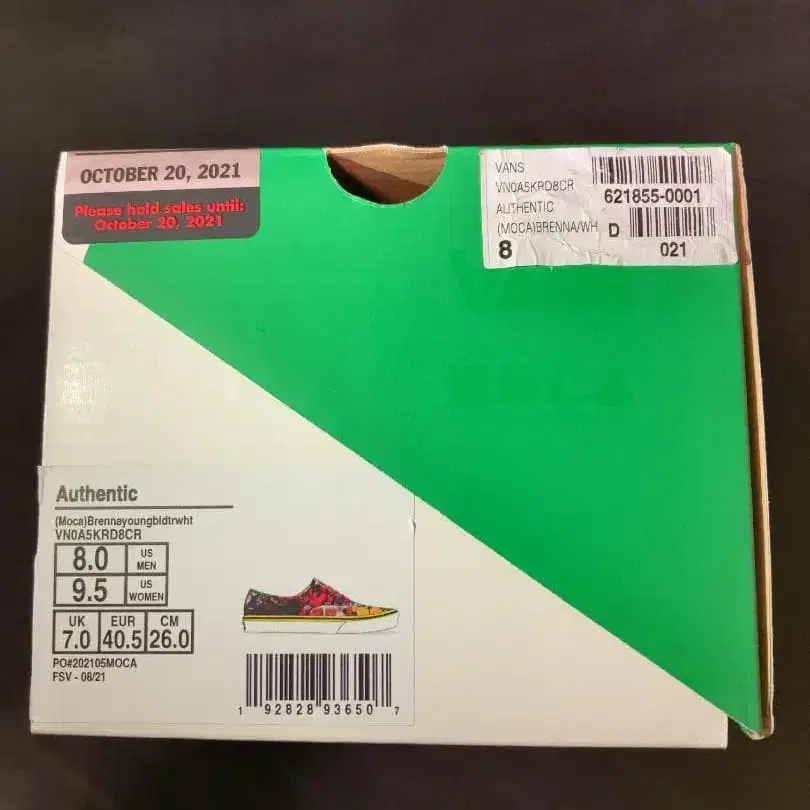 OCTOBER 20, 2021
Please hold sales until:
October 20, 2021
VANS
VN0A5KRD8CR
621855-0001
AUTHENTIC
(MOCA)BRENNA/WH D
8
021
Authentic
(Moca)Brennayoungbldtrwht
VN0A5KRD8CR
8.0 US MEN
9.5 US WOMEN
UK EUR CM
7.0 40.5 26.0
PO#202105MOCA
FSV - 08/21
1 92828 93650 7